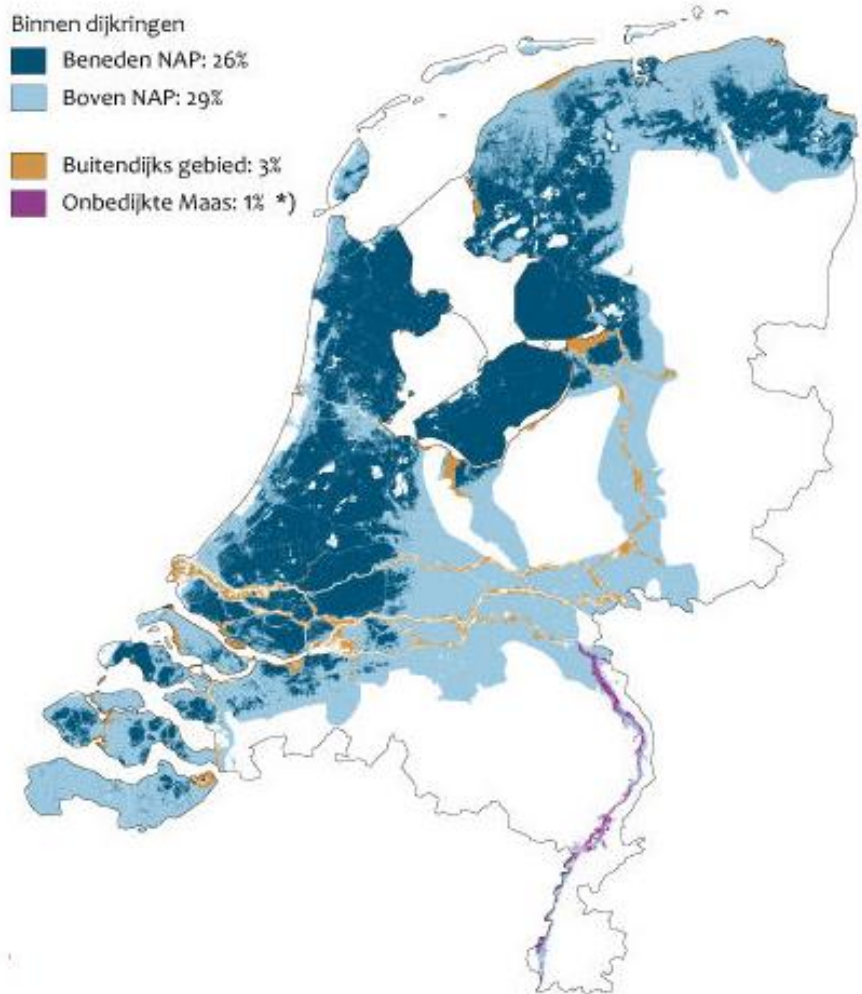 Binnen dijkringen
Beneden NAP: 26%
Boven NAP: 29%
Buitendijks gebied: 3%
Onbedijkte Maas: 1% *)